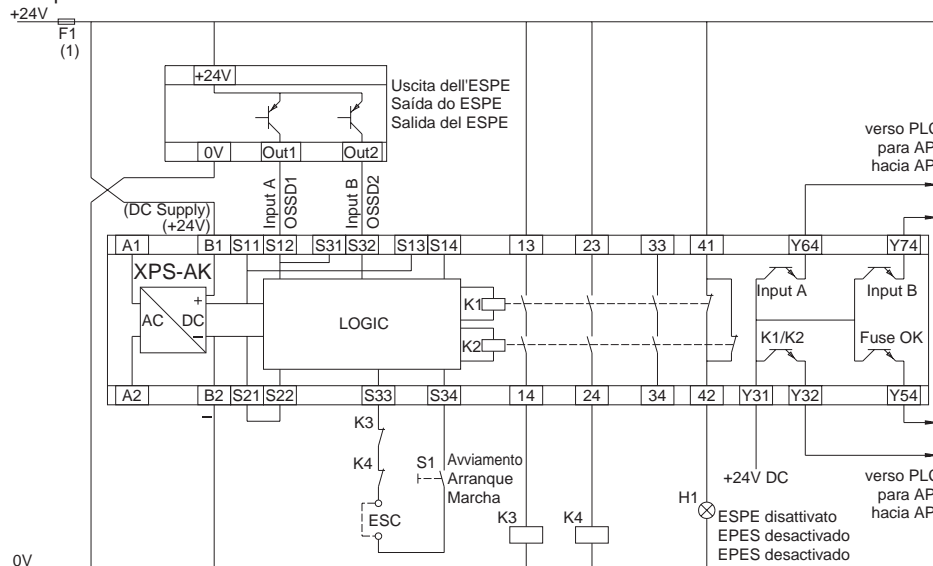 +24V
F1
(1)
+24V
Uscita dell'ESPE
Saída do ESPE
Salida del ESPE
0V Out1 Out2
verso PLC
para AP
hacia AP
Input A
OSSD1
Input B
OSSD2
(DC Supply)
(+24V)
A1 B1 S11 S12 S31 S32 S13 S14 13 23 33 41 Y64 Y74
XPS-AK
AC DC + −
LOGIC
K1
K2
Input A Input B
K1/K2 Fuse OK
A2 B2 S21 S22 S33 S34 14 24 34 42 Y31 Y32 Y54
−
K3
K4
ESC
S1
Avviamento
Arranque
Marcha
K3 K4
H1
+24V DC
verso PLC
para AP
hacia AP
ESPE disattivato
EPES desactivado
EPES desactivado
0V